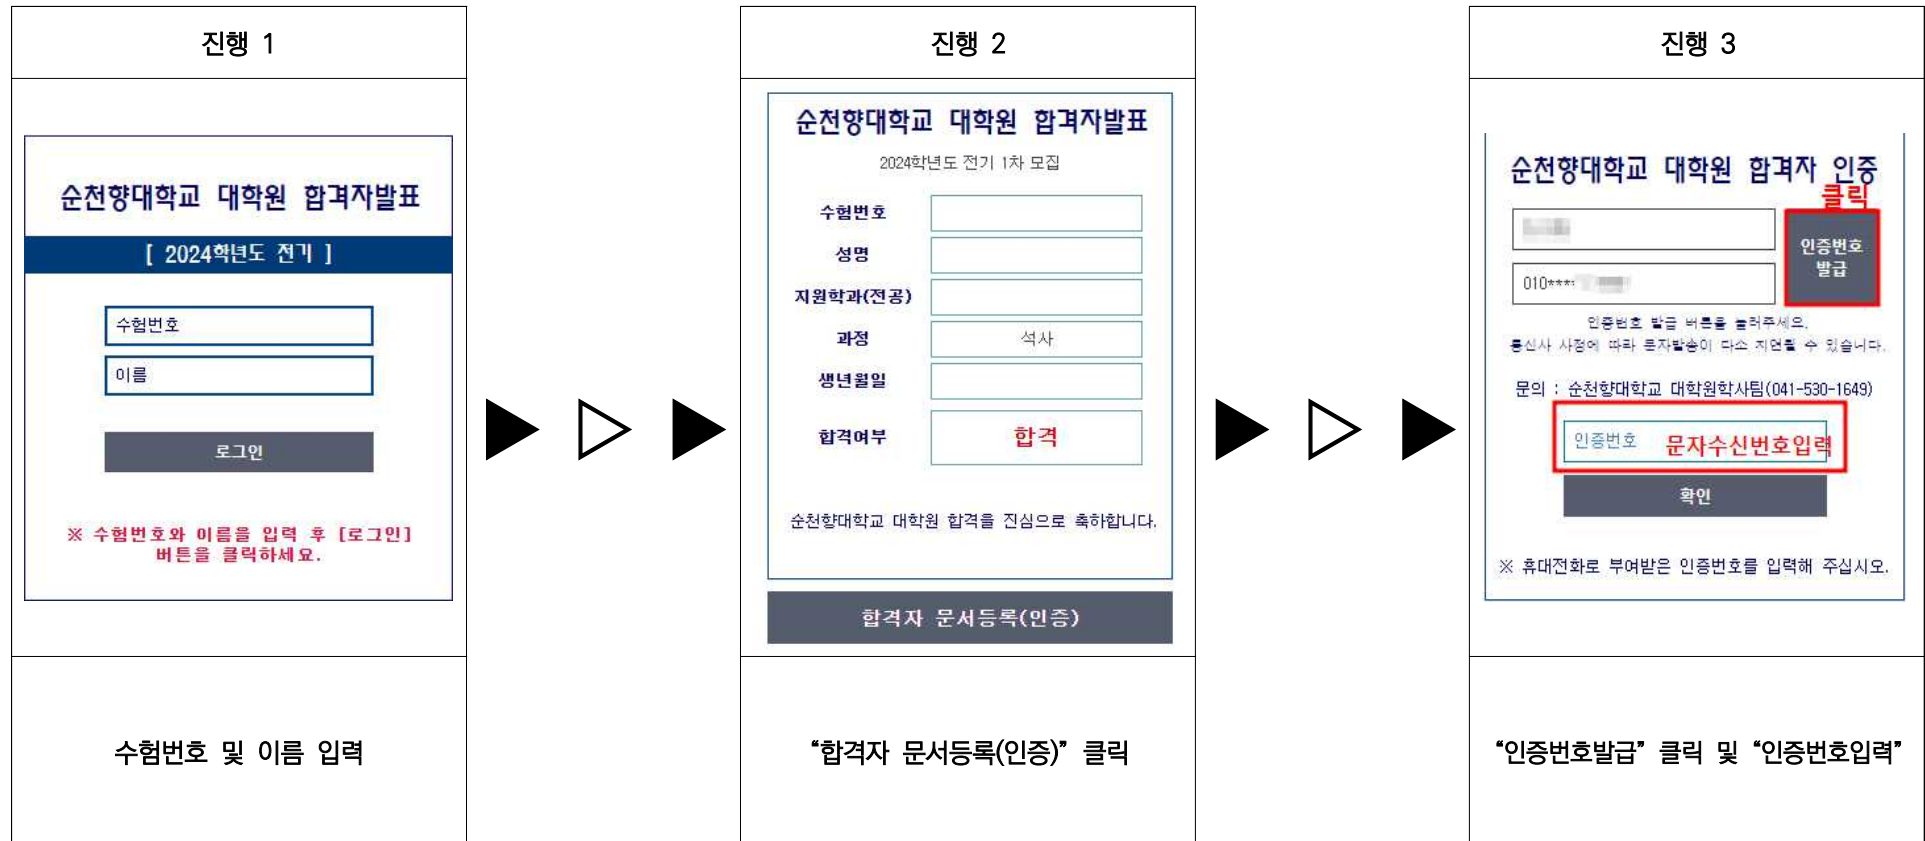 진행 1
순천향대학교 대학원 합격자발표
[ 2024학년도 전기 ]
수험번호
이름
로그인
※ 수험번호와 이름을 입력 후 [로그인]
버튼을 클릭하세요.
수험번호 및 이름 입력
진행 2
순천향대학교 대학원 합격자발표
2024학년도 전기 1차 모집
수험번호
성명
지원학과(전공)
과정 석사
생년월일
합격여부 합격
순천향대학교 대학원 합격을 진심으로 축하합니다.
합격자 문서등록(인증)
“합격자 문서등록(인증)” 클릭
진행 3
순천향대학교 대학원 합격자 인증
클릭
인증번호
발급
010****
인증번호 발급 버튼을 눌러주세요.
통신사 사정에 따라 문자발송이 다소 지연될 수 있습니다.
문의 : 순천향대학교 대학원학사팀(041-530-1649)
인증번호 문자수신번호입력
확인
※ 휴대전화로 부여받은 인증번호를 입력해 주십시오.
“인증번호발급” 클릭 및 “인증번호입력”